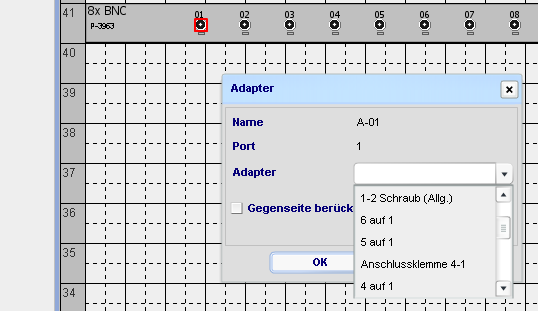 41 8x BNC 01 02 03 04 05 06 07 08
P-3963
40
39
38
37
36
35
34
Adapter
Name A-01
Port 1
Adapter
1-2 Schraub (Allg.)
6 auf 1
5 auf 1
Anschlussklemme 4-1
4 auf 1
Gegenseite berück
OK